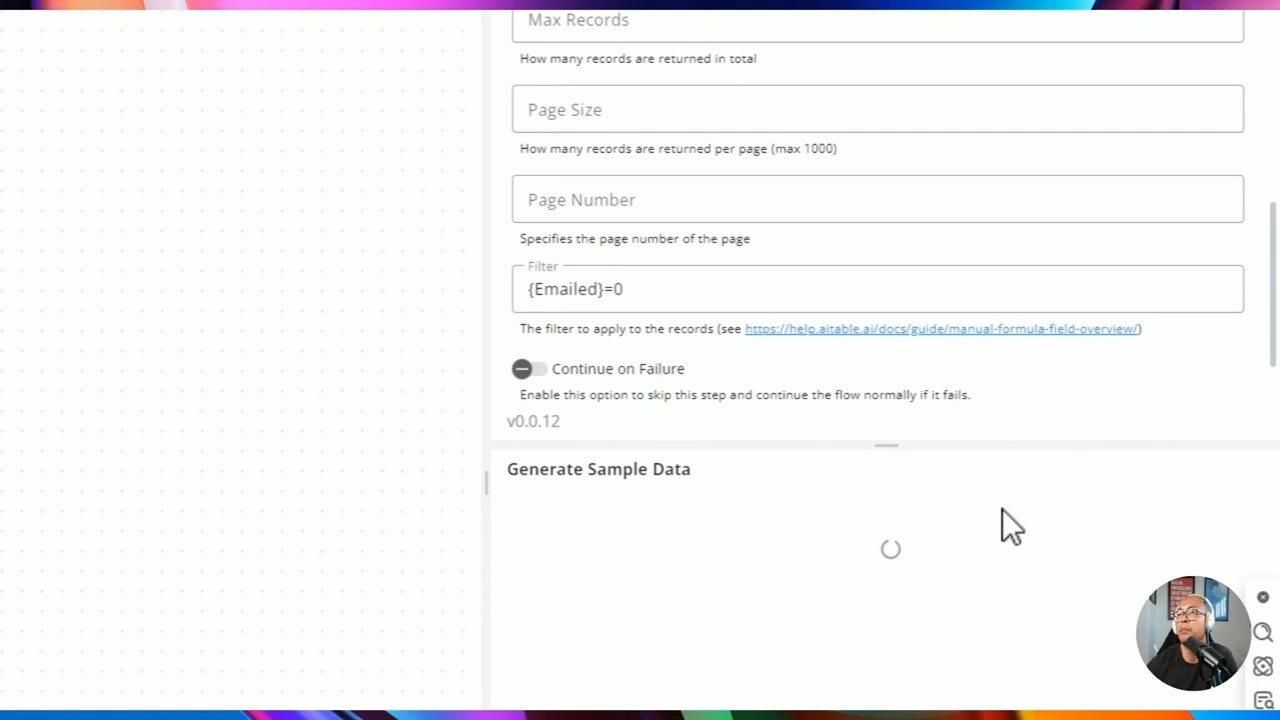 Max Records
How many records are returned in total
Page Size
How many records are returned per page (max 1000)
Page Number
Specifies the page number of the page
Filter
{Emailed}=0
The filter to apply to the records (see https://help.aitable.ai/docs/guide/manual-formula-field-overview/)
Continue on Failure
Enable this option to skip this step and continue the flow normally if it fails.
v0.0.12
Generate Sample Data